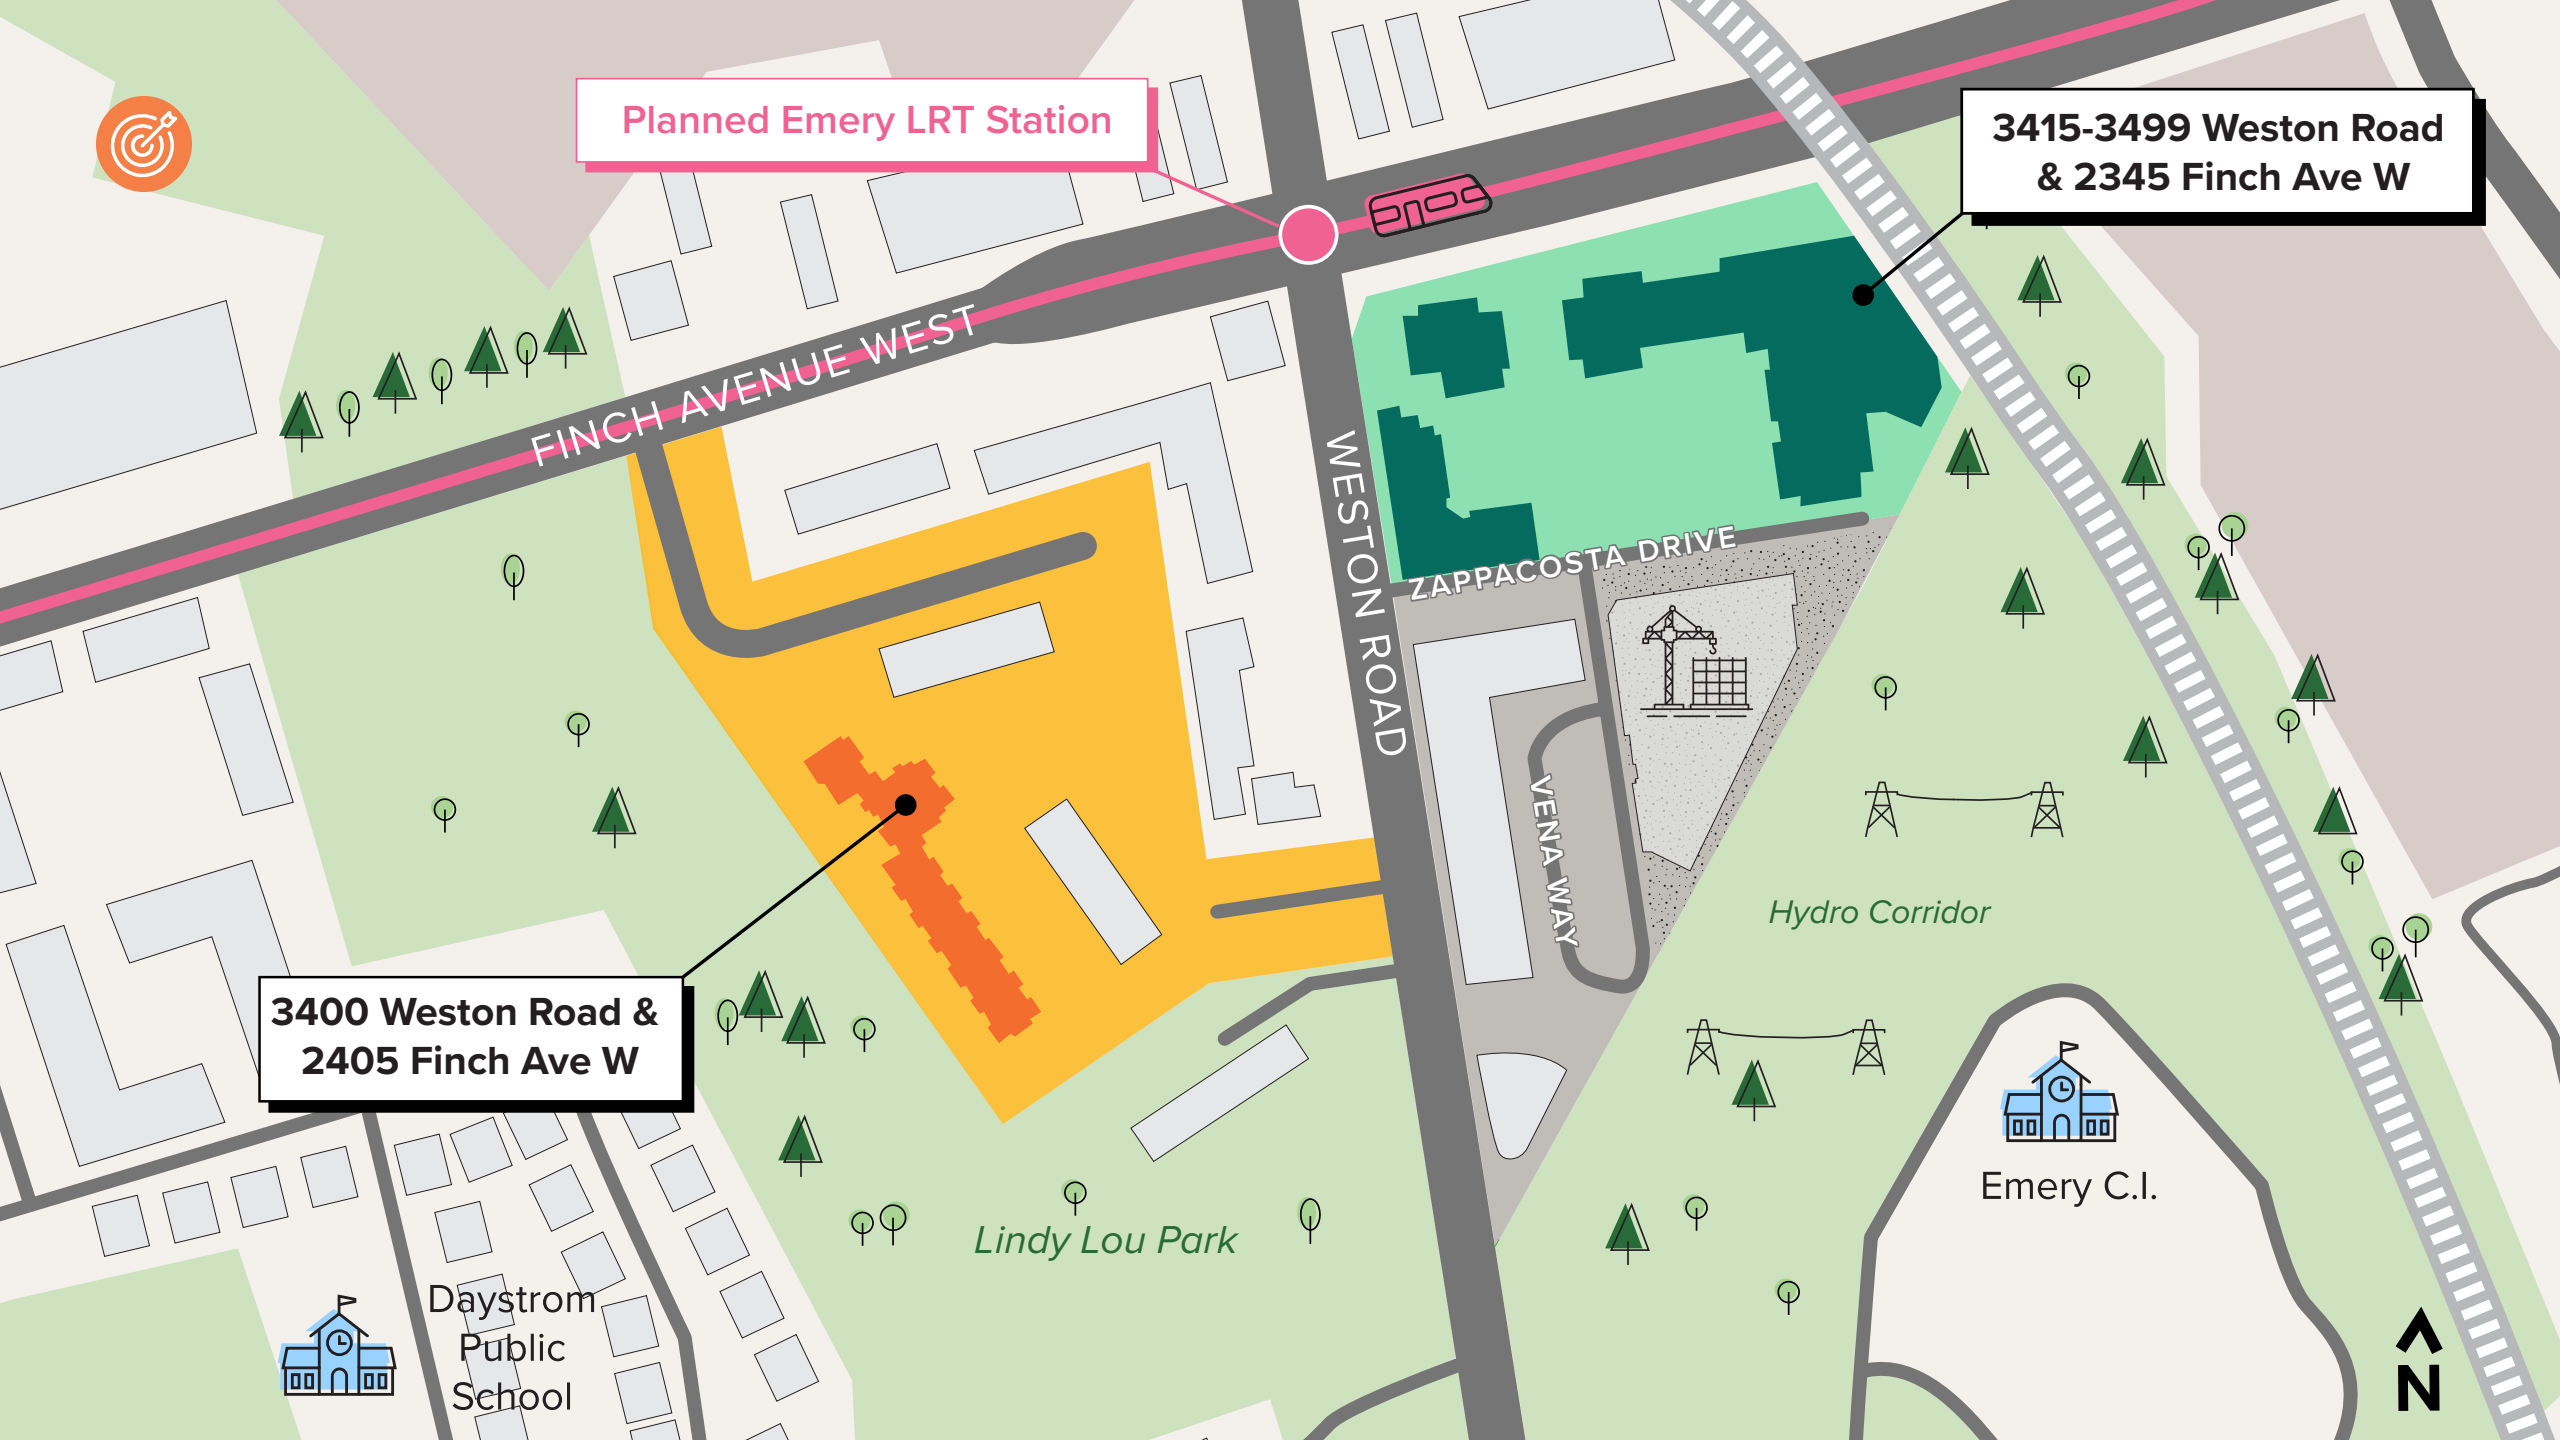 Planned Emery LRT Station
3415-3499 Weston Road
& 2345 Finch Ave W
FINCH AVENUE WEST
WESTON ROAD
ZAPPACOSTA DRIVE
VENA WAY
Hydro Corridor
3400 Weston Road &
2405 Finch Ave W
Emery C.I.
Lindy Lou Park
Daystrom
Public
School
N